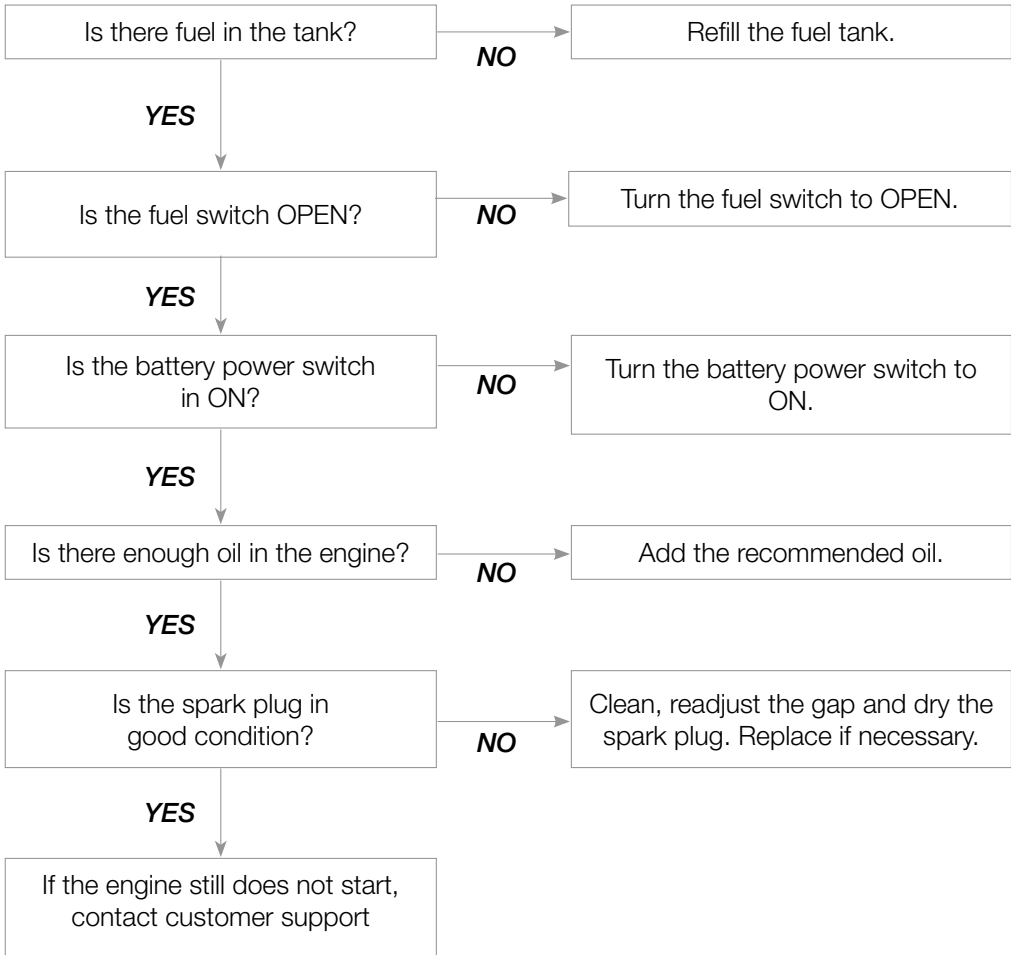 Is there fuel in the tank?
NO
Refill the fuel tank.
YES
Is the fuel switch OPEN?
NO
Turn the fuel switch to OPEN.
YES
Is the battery power switch
in ON?
NO
Turn the battery power switch to
ON.
YES
Is there enough oil in the engine?
NO
Add the recommended oil.
YES
Is the spark plug in
good condition?
NO
Clean, readjust the gap and dry the
spark plug. Replace if necessary.
YES
If the engine still does not start,
contact customer support